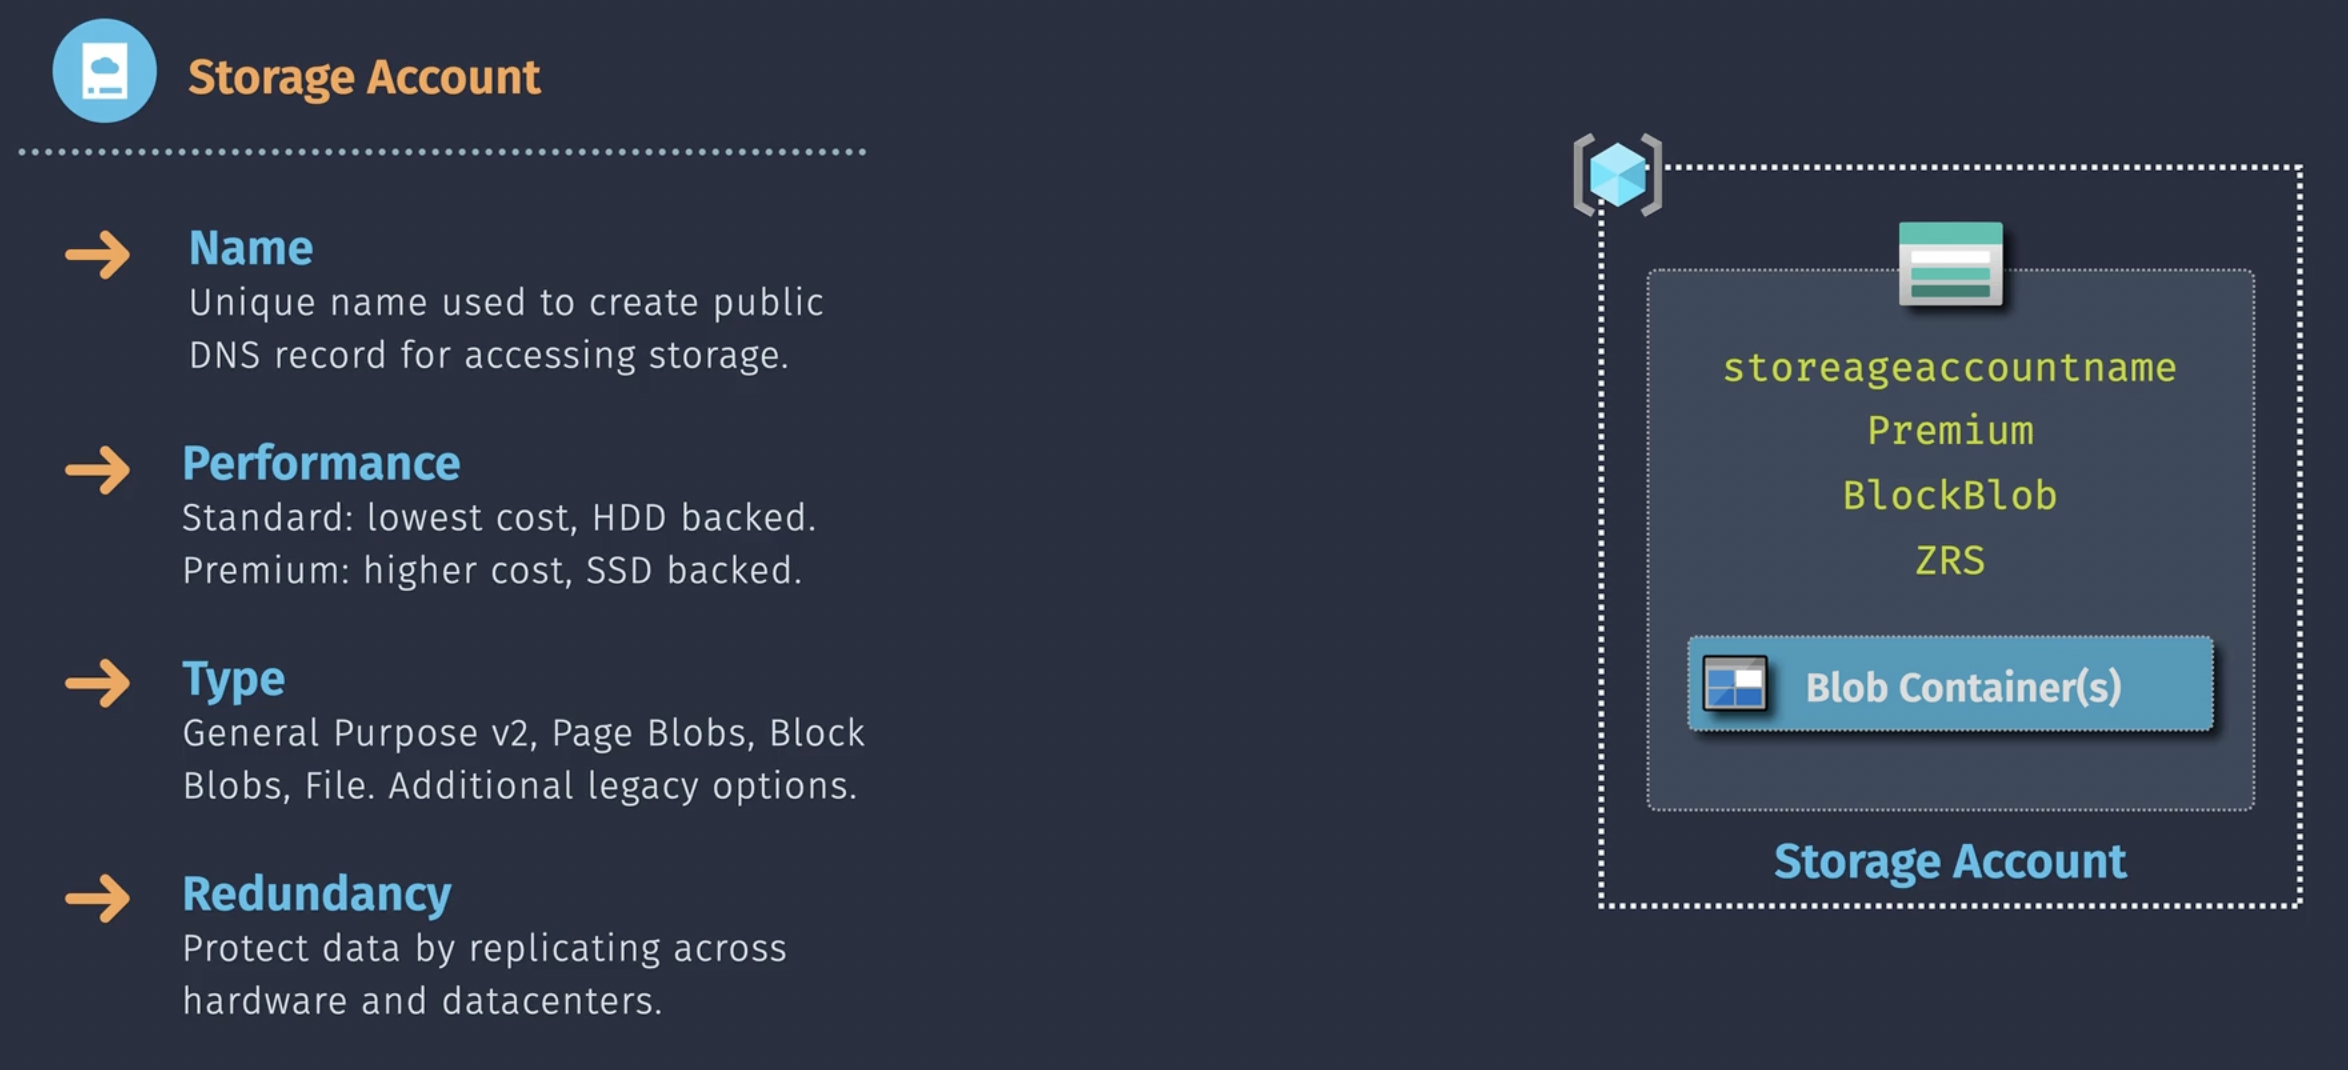 Storage Account
Name
Unique name used to create public
DNS record for accessing storage.
Performance
Standard: lowest cost, HDD backed.
Premium: higher cost, SSD backed.
Type
General Purpose v2, Page Blobs, Block
Blobs, File. Additional legacy options.
Redundancy
Protect data by replicating across
hardware and datacenters.
storeageaccountname
Premium
BlockBlob
ZRS
Blob Container(s)
Storage Account